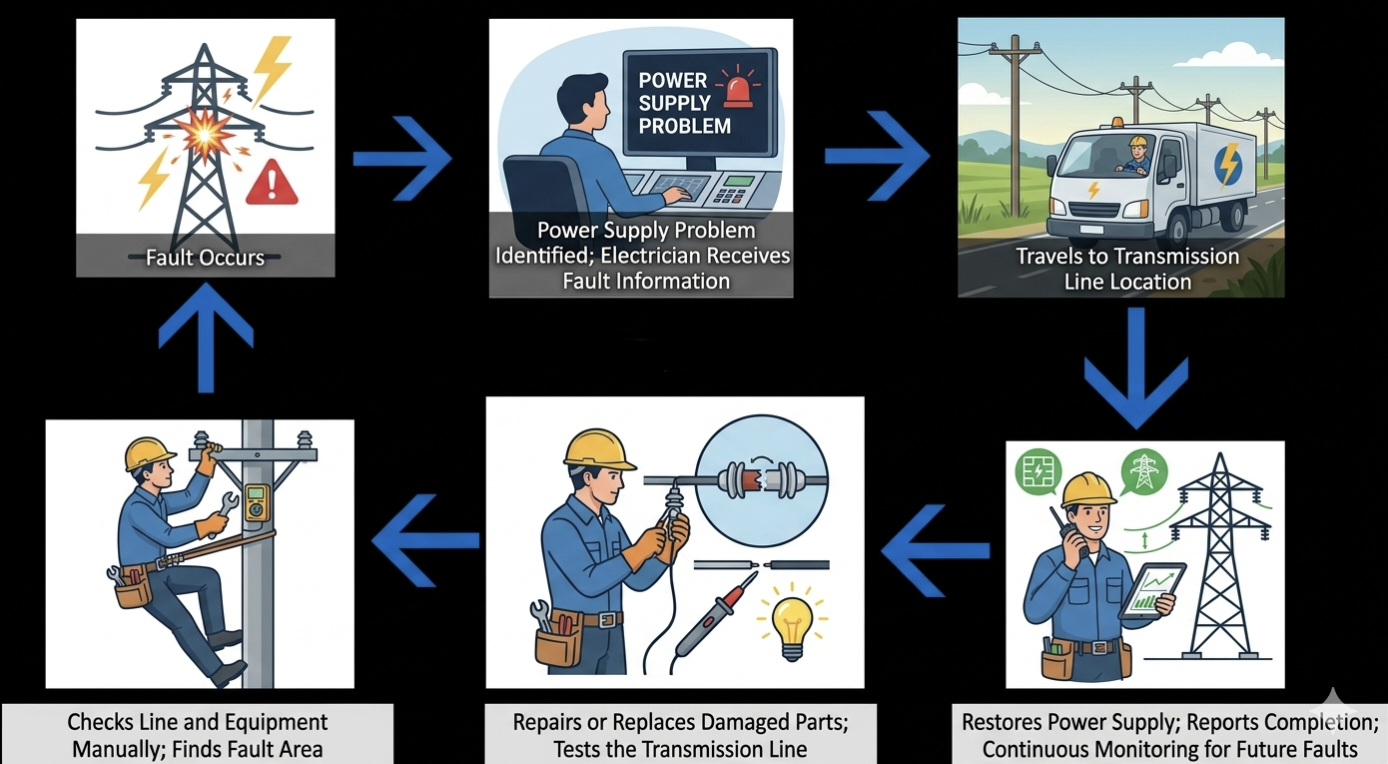 POWER
SUPPLY
PROBLEM
Fault Occurs
Power Supply Problem
Identified; Electrician Receives
Fault Information
Travels to Transmission
Line Location
Checks Line and Equipment
Manually; Finds Fault Area
Repairs or Replaces Damaged Parts;
Tests the Transmission Line
Restores Power Supply; Reports Completion;
Continuous Monitoring for Future Faults